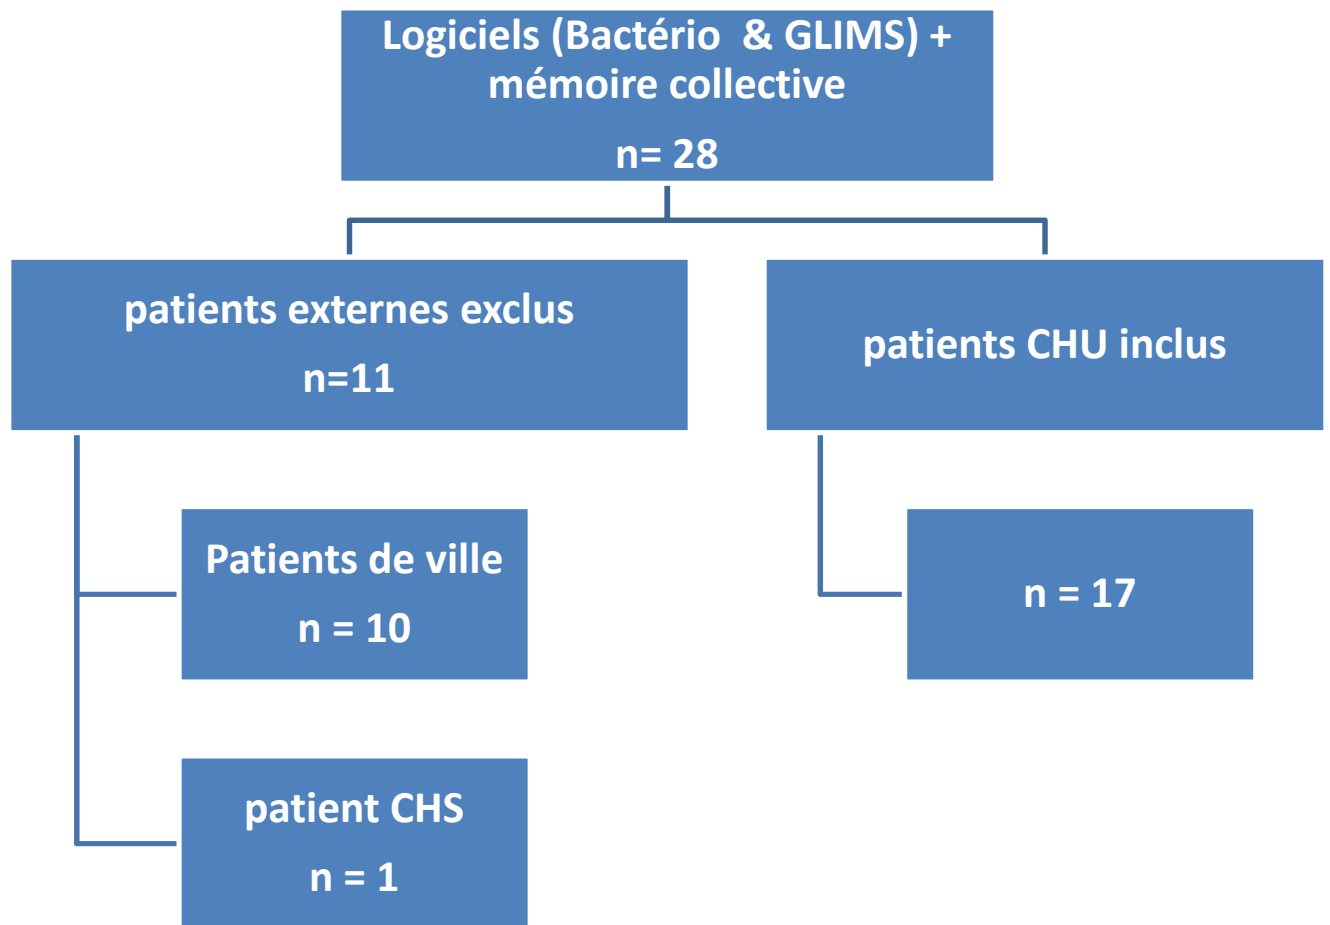 Logiciels (Bactério & GLIMS) +
mémoire collective
n= 28
patients externes exclus
n=11
patients CHU inclus
Patients de ville
n = 10
n = 17
patient CHS
n = 1